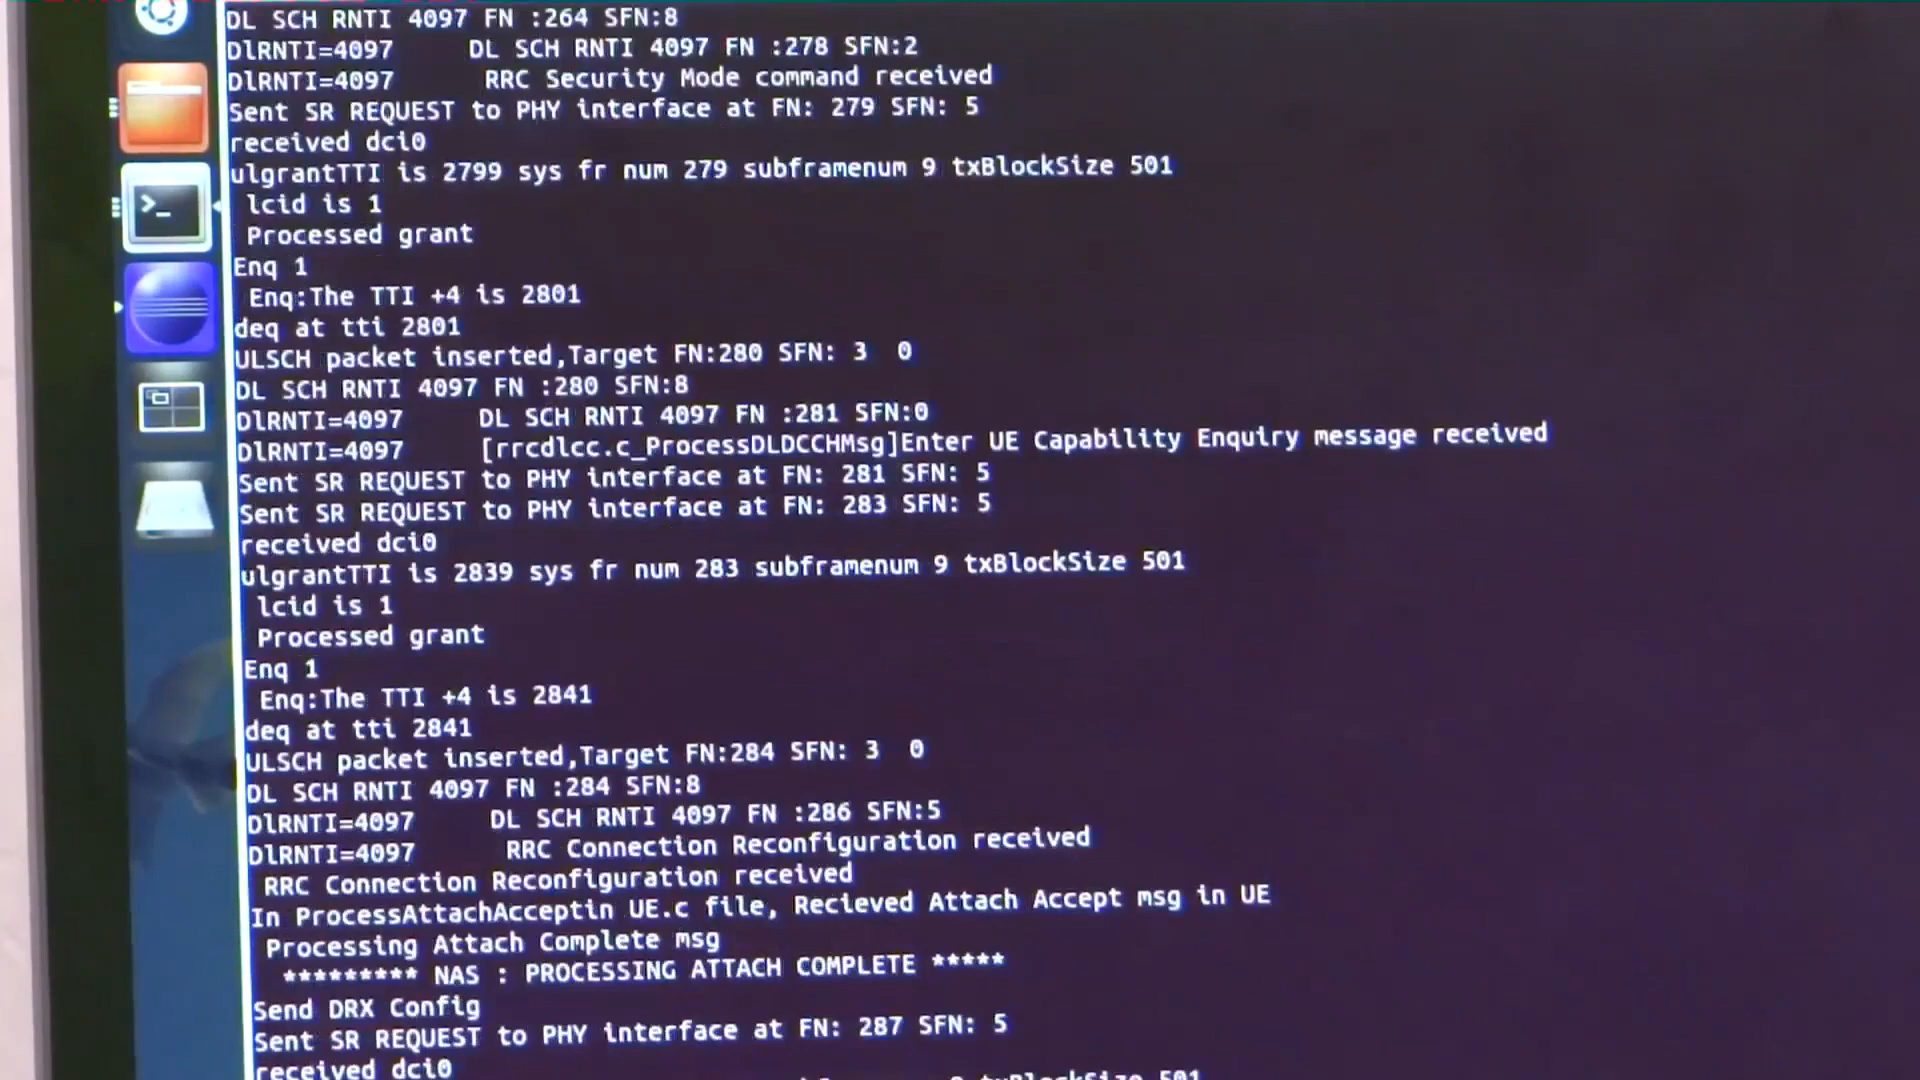 DL SCH RNTI 4097 FN :264 SFN:8
DlRNTI=4097 DL SCH RNTI 4097 FN :278 SFN:2
DlRNTI=4097 RRC Security Mode command received
Sent SR REQUEST to PHY interface at FN: 279 SFN: 5
received dci0
ulgrantTTI is 2799 sys fr num 279 subframenum 9 txBlockSize 501
lcid is 1
Processed grant
Enq 1
Enq:The TTI +4 is 2801
deq at tti 2801
ULSCH packet inserted,Target FN:280 SFN: 3 0
DL SCH RNTI 4097 FN :280 SFN:8
DlRNTI=4097 DL SCH RNTI 4097 FN :281 SFN:0
DlRNTI=4097 [rrcdlcc.c_ProcessDLDCCHMsg]Enter UE Capability Enquiry message received
Sent SR REQUEST to PHY interface at FN: 281 SFN: 5
Sent SR REQUEST to PHY interface at FN: 283 SFN: 5
received dci0
ulgrantTTI is 2839 sys fr num 283 subframenum 9 txBlockSize 501
lcid is 1
Processed grant
Enq 1
Enq:The TTI +4 is 2841
deq at tti 2841
ULSCH packet inserted,Target FN:284 SFN: 3 0
DL SCH RNTI 4097 FN :284 SFN:8
DlRNTI=4097 DL SCH RNTI 4097 FN :286 SFN:5
DlRNTI=4097 RRC Connection Reconfiguration received
RRC Connection Reconfiguration received
In ProcessAttachAcceptin UE.c file, Recieved Attach Accept msg in UE
Processing Attach Complete msg
********* NAS : PROCESSING ATTACH COMPLETE *****
Send DRX Config
Sent SR REQUEST to PHY interface at FN: 287 SFN: 5
received dci0
9 txBlockSize 501